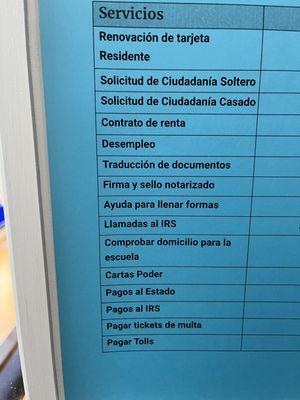 Servicios
Renovación de tarjeta
Residente
Solicitud de Ciudadanía Soltero
Solicitud de Ciudadanía Casado
Contrato de renta
Desempleo
Traducción de documentos
Firma y sello notarizado
Ayuda para llenar formas
Llamadas al IRS
Comprobar domicilio para la
escuela
Cartas Poder
Pagos al Estado
Pagos al IRS
Pagar tickets de multa
Pagar Tolls